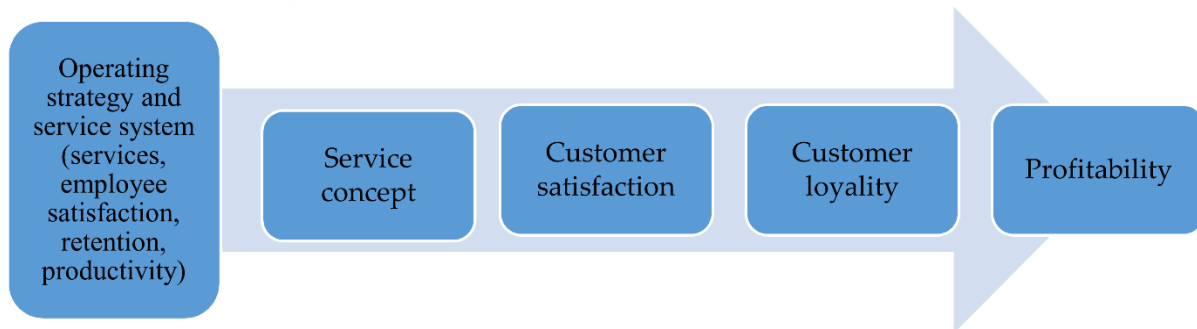 Operating
strategy and
service system
(services,
employee
satisfaction,
retention,
productivity)
Service
concept
Customer
satisfaction
Customer
loyality
Profitability